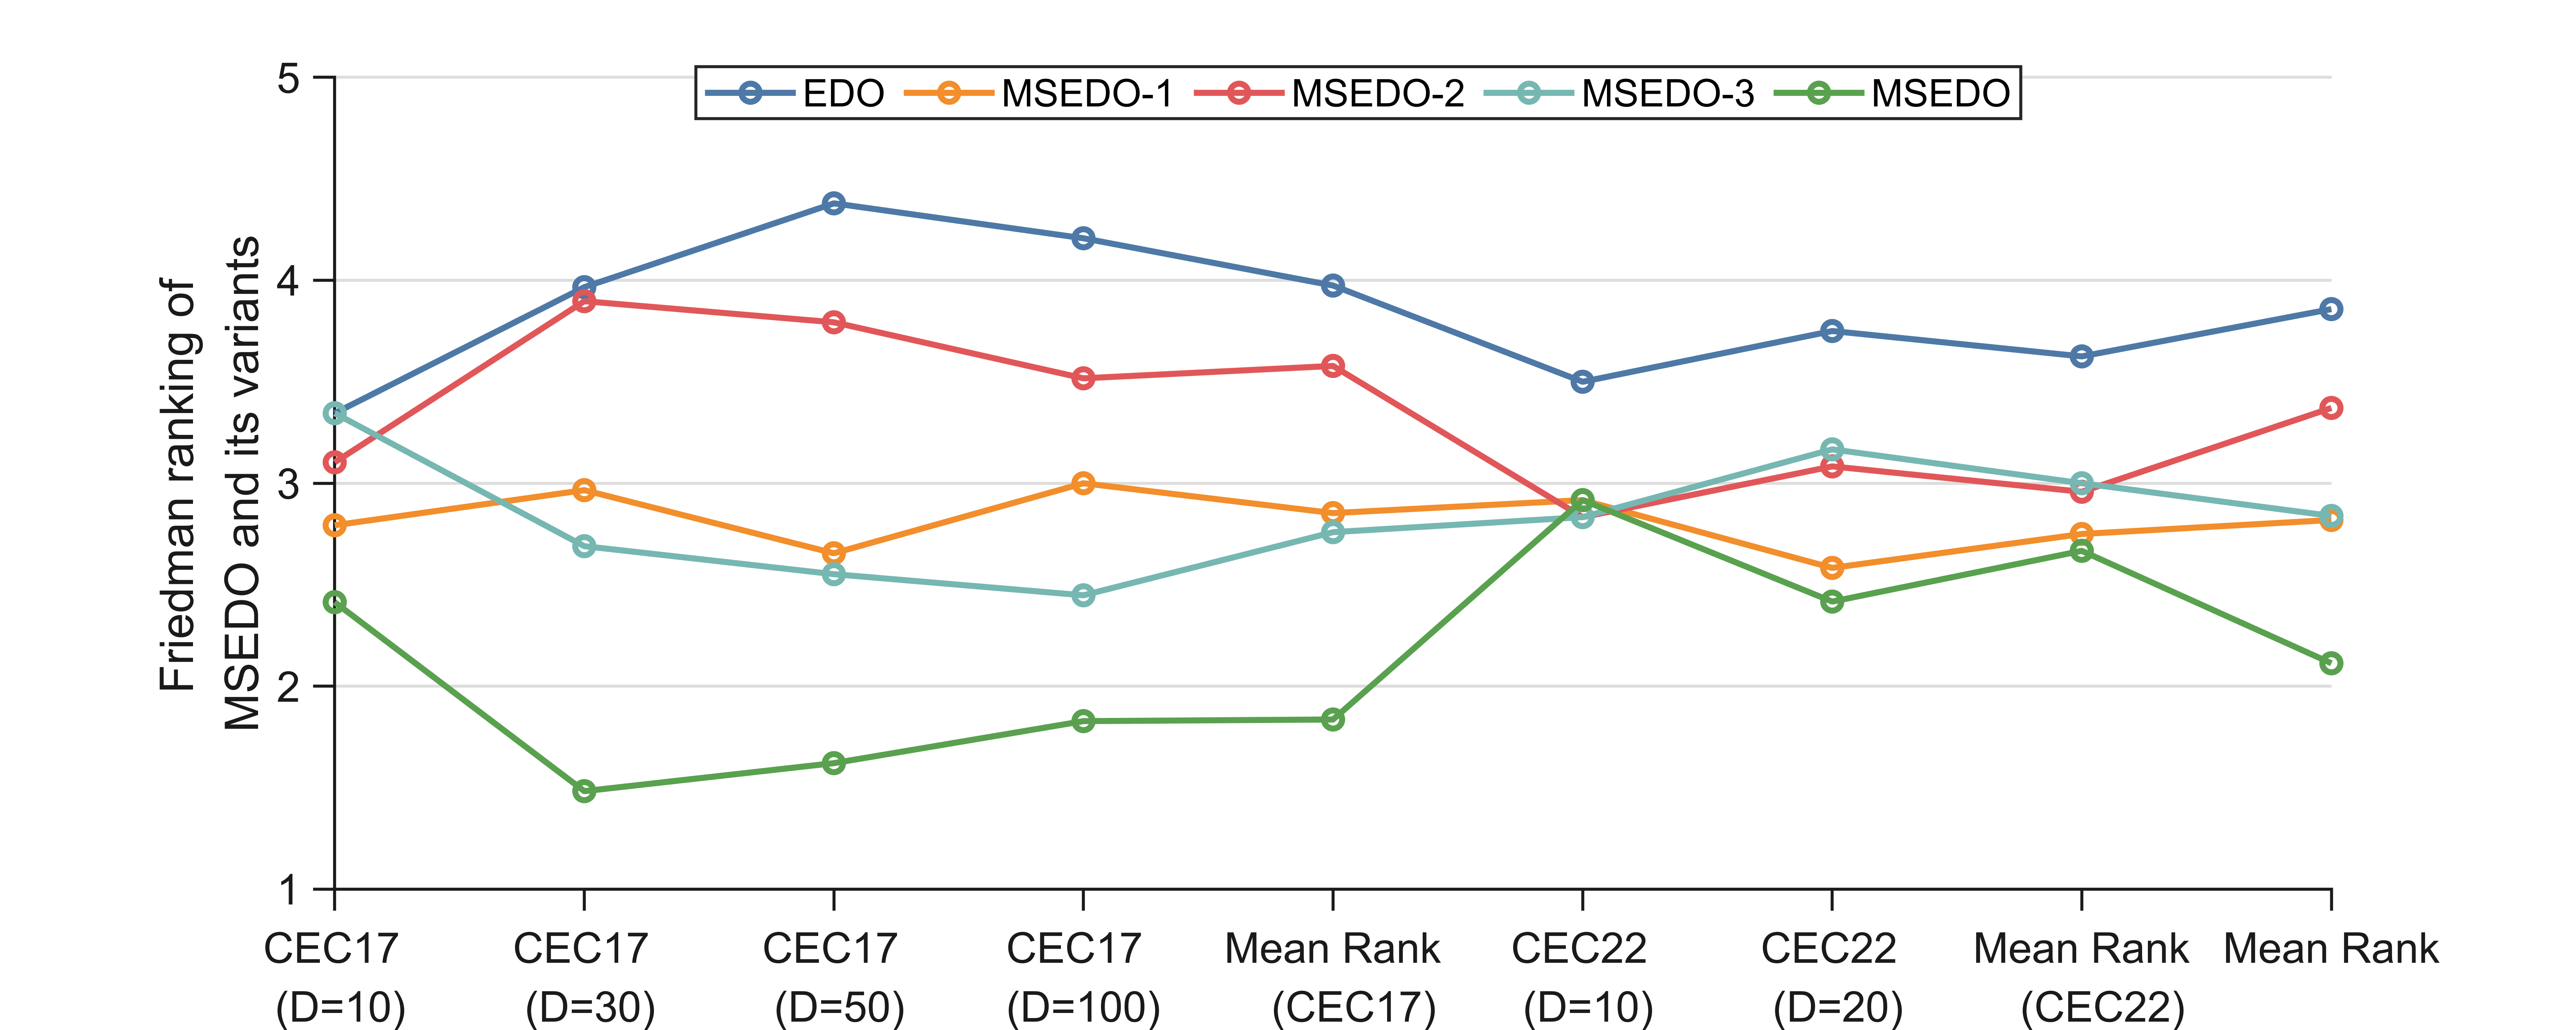 EDO MSEDO-1 MSEDO-2 MSEDO-3 MSEDO
Friedman ranking of
MSEDO and its variants
5
4
3
2
1
CEC17 CEC17 CEC17 CEC17 Mean Rank CEC22 CEC22 Mean Rank Mean Rank
(D=10) (D=30) (D=50) (D=100) (CEC17) (D=10) (D=20) (CEC22)